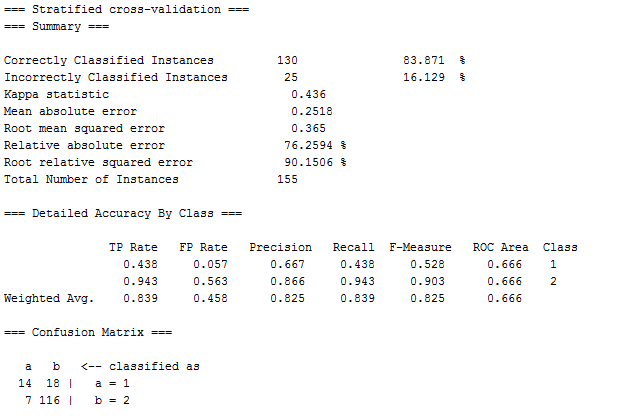 === Stratified cross-validation ===
=== Summary ===
Correctly Classified Instances 130 83.871 %
Incorrectly Classified Instances 25 16.129 %
Kappa statistic 0.436
Mean absolute error 0.2518
Root mean squared error 0.365
Relative absolute error 76.2594 %
Root relative squared error 90.1506 %
Total Number of Instances 155
=== Detailed Accuracy By Class ===
TP Rate FP Rate Precision Recall F-Measure ROC Area Class
0.438 0.057 0.667 0.438 0.528 0.666 1
0.943 0.563 0.866 0.943 0.903 0.666 2
Weighted Avg. 0.839 0.458 0.825 0.839 0.825 0.666
=== Confusion Matrix ===
a b <-- classified as
14 18 | a = 1
7 116 | b = 2